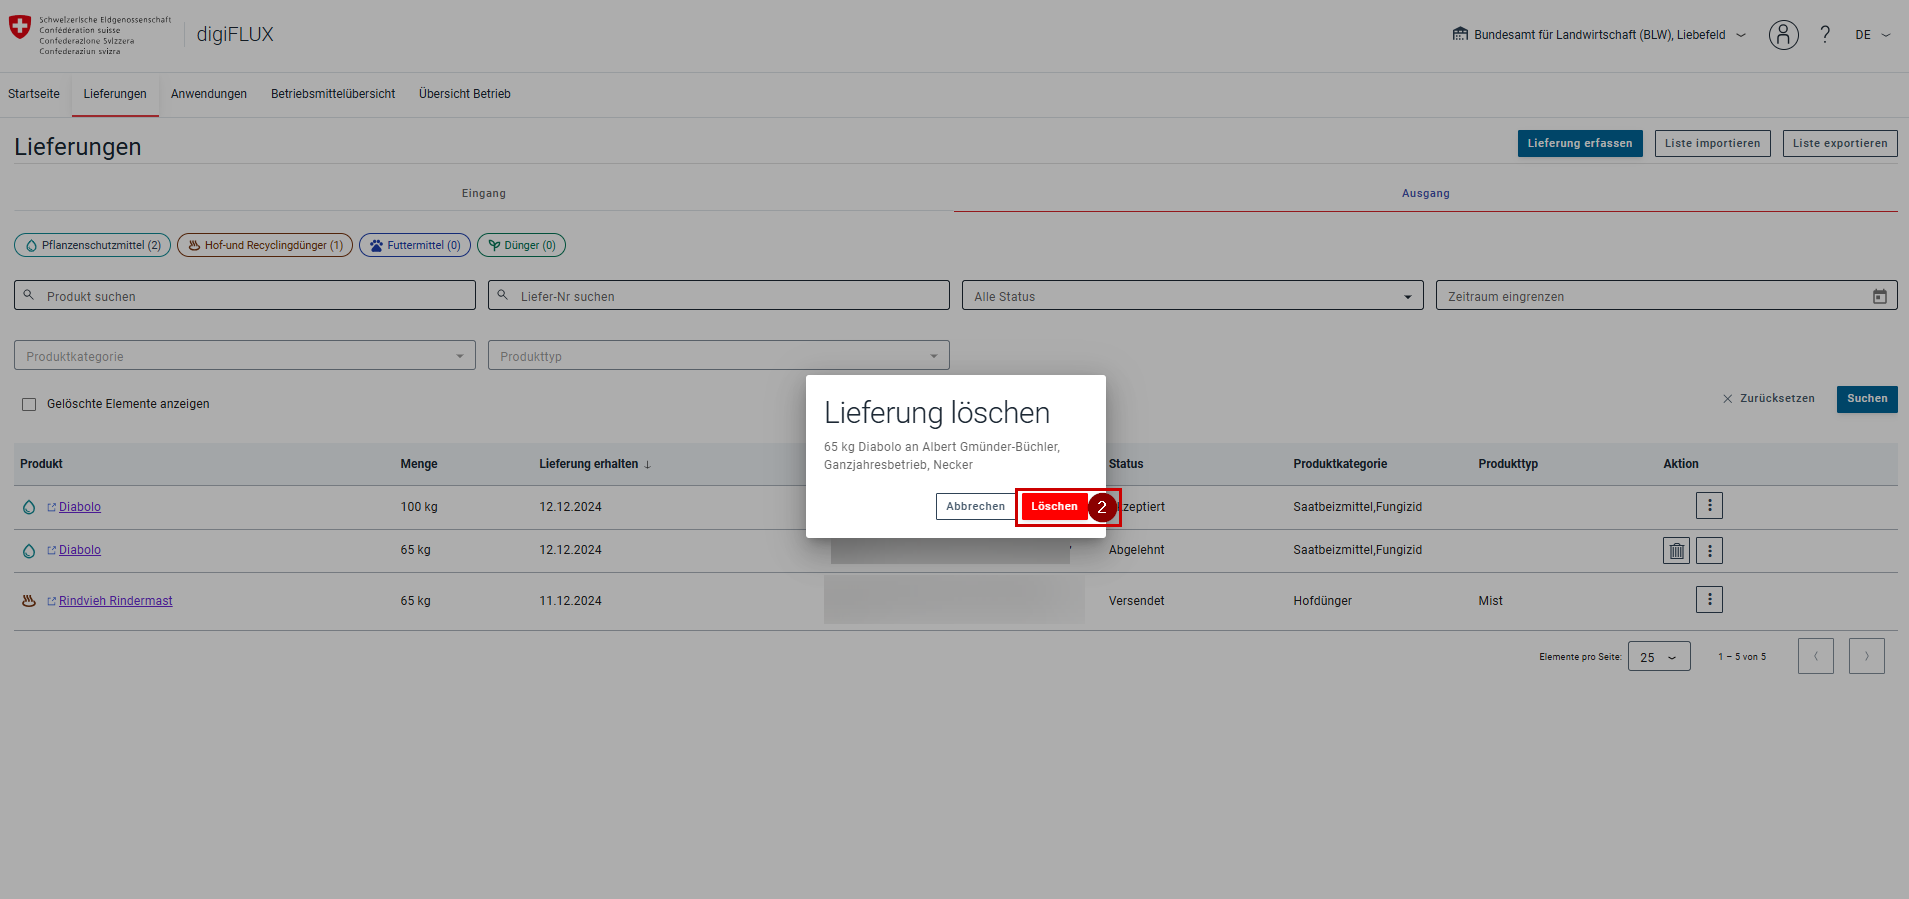 Schweizerische Eidgenossenschaft
Confédération suisse
Confederazione Svizzera
Confederaziun svizra
digiFLUX
Bundesamt für Landwirtschaft (BLW), Liebefeld
?
DE
Startseite Lieferungen Anwendungen Betriebsmittelübersicht Übersicht Betrieb
Lieferungen
Lieferung erfassen Liste importieren Liste exportieren
Eingang Ausgang
Pflanzenschutzmittel (2) Hof-und Recyclingdünger (1) Futtermittel (0) Dünger (0)
Produkt suchen Liefer-Nr suchen Alle Status Zeitraum eingrenzen
Produktkategorie Produkttyp
Gelöschte Elemente anzeigen Zurücksetzen Suchen
Lieferung löschen
65 kg Diabolo an Albert Gmünder-Büchler,
Ganzjahresbetrieb, Necker
Abbrechen Löschen 2
Produkt Menge Lieferung erhalten ↓ Status Produktkategorie Produkttyp Aktion
Diabolo 100 kg 12.12.2024 kzeptiert Saatbeizmittel,Fungizid
Diabolo 65 kg 12.12.2024 Abgelehnt Saatbeizmittel,Fungizid
Rindvieh Rindermast 65 kg 11.12.2024 Versendet Hofdünger Mist
Elemente pro Seite: 25 1 – 5 von 5